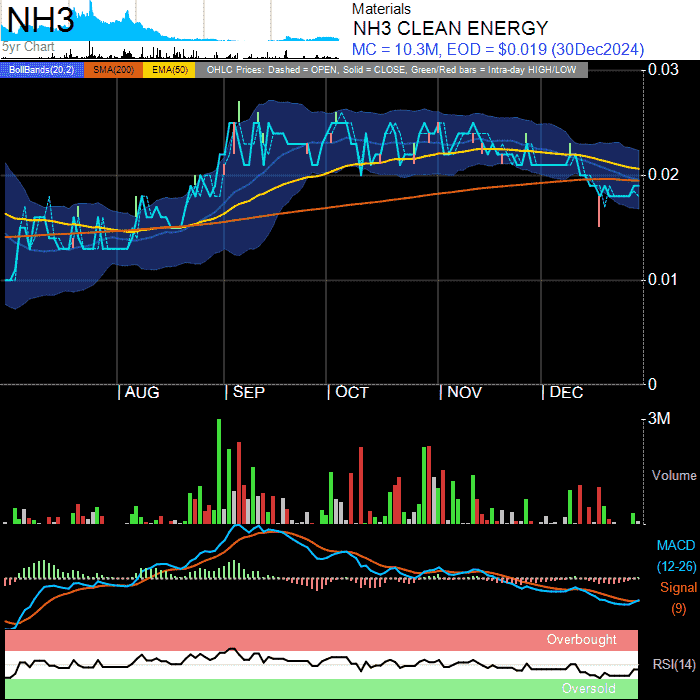 NH3
5yr Chart
Materials
NH3 CLEAN ENERGY
MC = 10.3M, EOD = $0.019 (30Dec2024)
BollBands(20,2) SMA(200) EMA(50) OHLC Prices: Dashed = OPEN, Solid = CLOSE, Green/Red bars = Intra-day HIGH/LOW
0.03
0.02
0.01
0
AUG SEP OCT NOV DEC
3M
Volume
MACD
(12-26)
Signal
(9)
Overbought
RSI(14)
Oversold